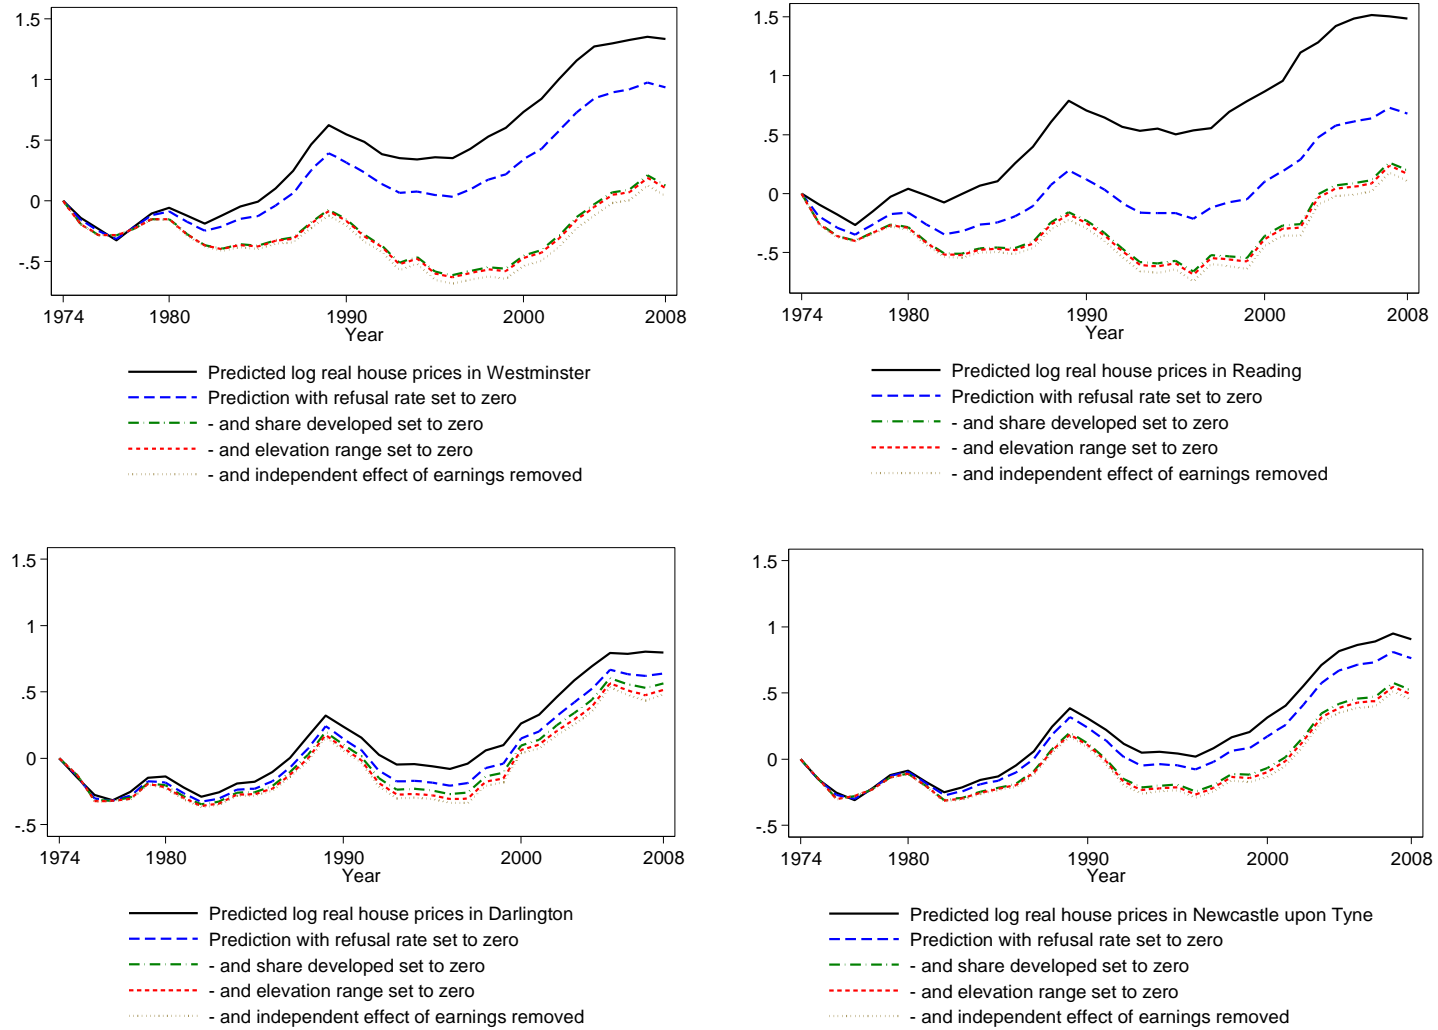 1.5
1
.5
0
-.5
1974 1980 1990 2000 2008
Year
Predicted log real house prices in Westminster
Prediction with refusal rate set to zero
- and share developed set to zero
- and elevation range set to zero
- and independent effect of earnings removed
1.5
1
.5
0
-.5
1974 1980 1990 2000 2008
Year
Predicted log real house prices in Reading
Prediction with refusal rate set to zero
- and share developed set to zero
- and elevation range set to zero
- and independent effect of earnings removed
1.5
1
.5
0
-.5
1974 1980 1990 2000 2008
Year
Predicted log real house prices in Darlington
Prediction with refusal rate set to zero
- and share developed set to zero
- and elevation range set to zero
- and independent effect of earnings removed
1.5
1
.5
0
-.5
1974 1980 1990 2000 2008
Year
Predicted log real house prices in Newcastle upon Tyne
Prediction with refusal rate set to zero
- and share developed set to zero
- and elevation range set to zero
- and independent effect of earnings removed